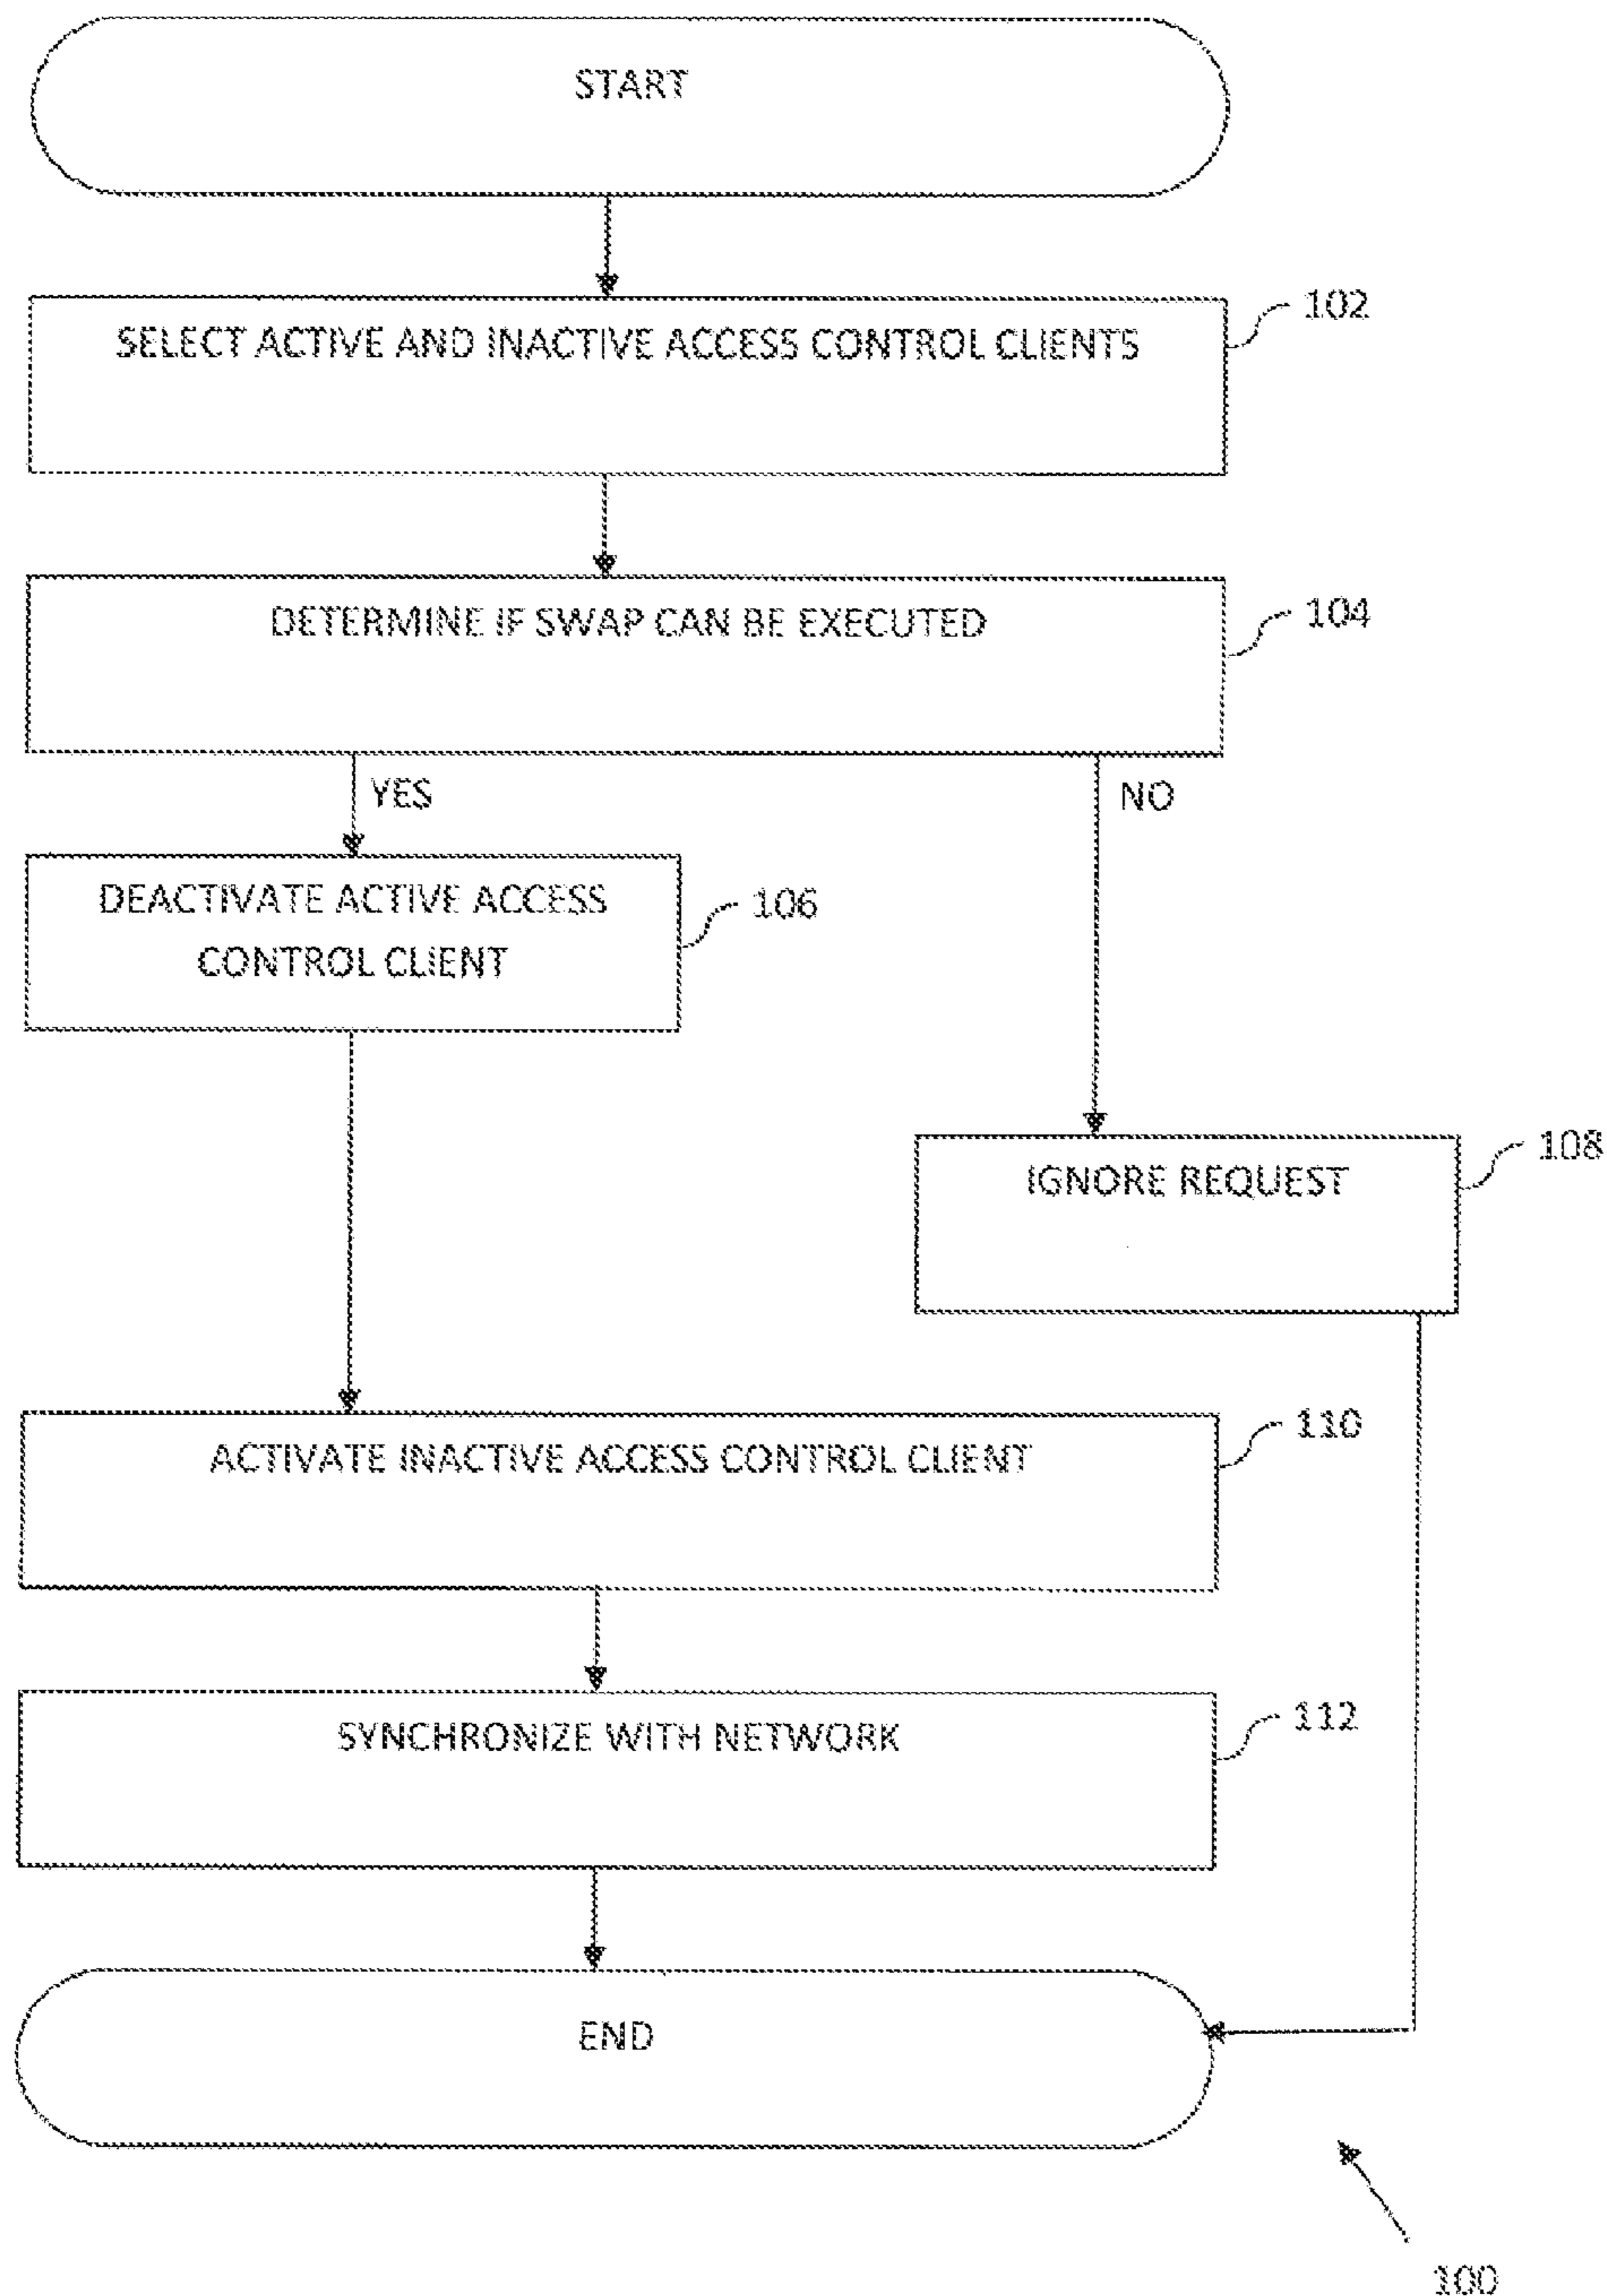 START
SELECT ACTIVE AND INACTIVE ACCESS CONTROL CLIENTS
102
DETERMINE IF SWAP CAN BE EXECUTED
104
YES
NO
DEACTIVATE ACTIVE ACCESS
CONTROL CLIENT
106
IGNORE REQUEST
108
ACTIVATE INACTIVE ACCESS CONTROL CLIENT
110
SYNCHRONIZE WITH NETWORK
112
END
100